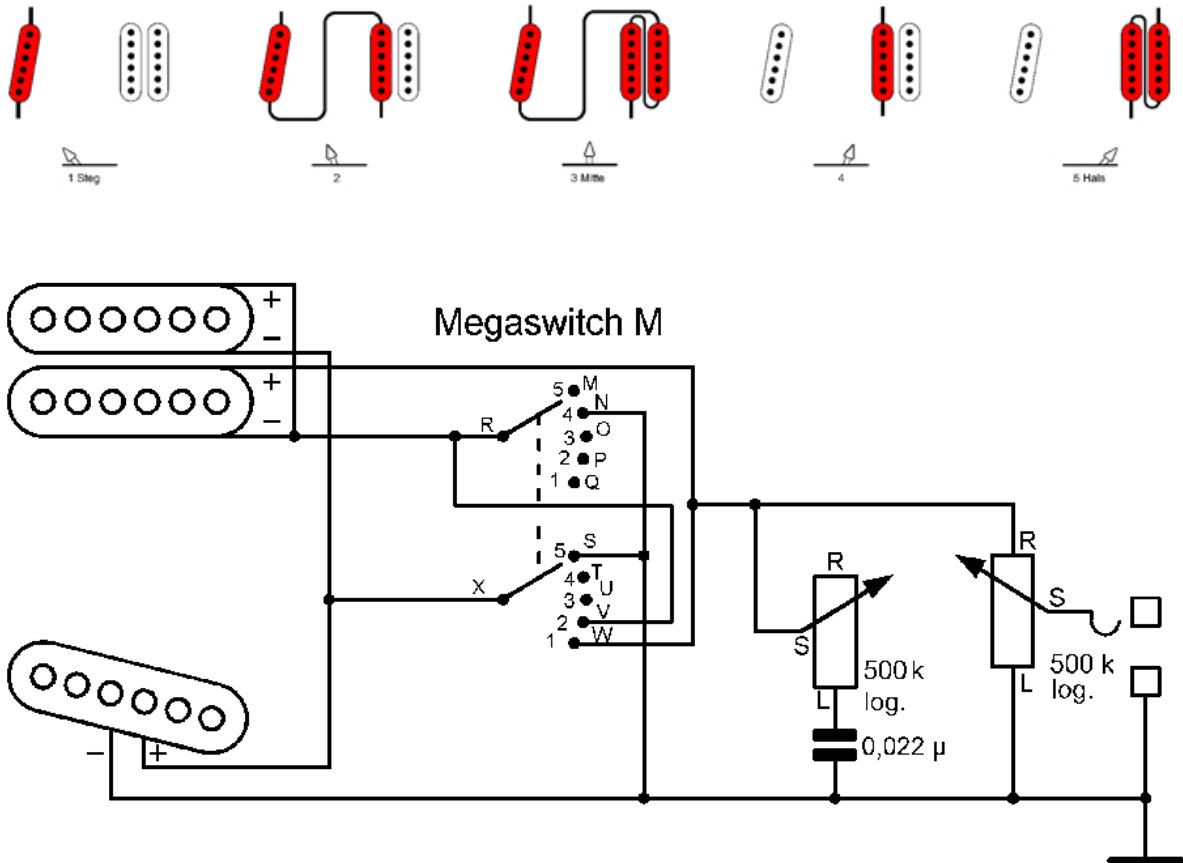 1 Steg
2
3 Mitte
4
5 Hals
Megaswitch M
+
−
+
−
R
5 M
4 N
3 O
2 P
1 Q
X
5 S
4 T
3 U
2 V
1 W
− +
R
S
L
500 k
log.
0,022 µ
R
S
L
500 k
log.